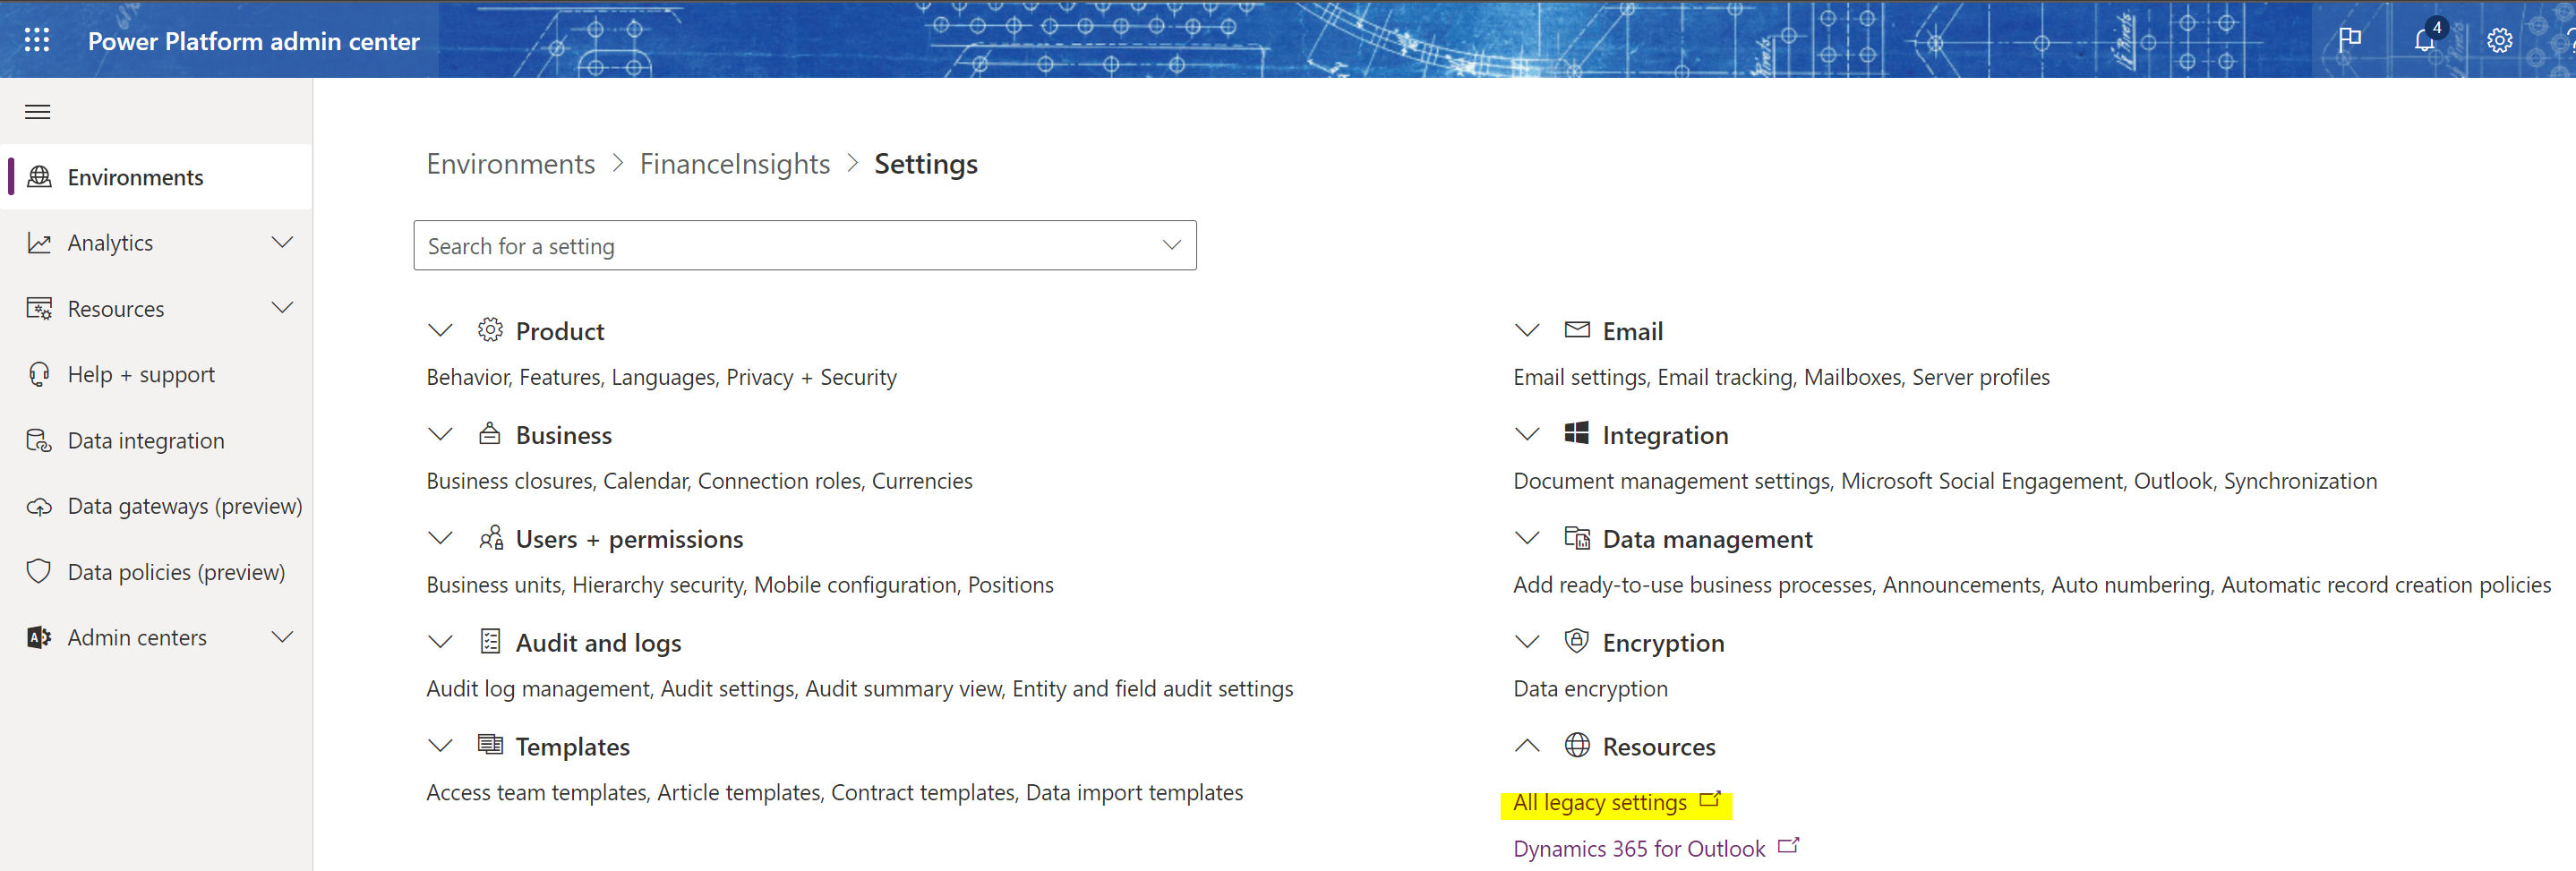 Power Platform admin center
4
Environments
Analytics
Resources
Help + support
Data integration
Data gateways (preview)
Data policies (preview)
Admin centers
Environments > FinanceInsights > Settings
Search for a setting
Product
Behavior, Features, Languages, Privacy + Security
Business
Business closures, Calendar, Connection roles, Currencies
Users + permissions
Business units, Hierarchy security, Mobile configuration, Positions
Audit and logs
Audit log management, Audit settings, Audit summary view, Entity and field audit settings
Templates
Access team templates, Article templates, Contract templates, Data import templates
Email
Email settings, Email tracking, Mailboxes, Server profiles
Integration
Document management settings, Microsoft Social Engagement, Outlook, Synchronization
Data management
Add ready-to-use business processes, Announcements, Auto numbering, Automatic record creation policies
Encryption
Data encryption
Resources
All legacy settings
Dynamics 365 for Outlook